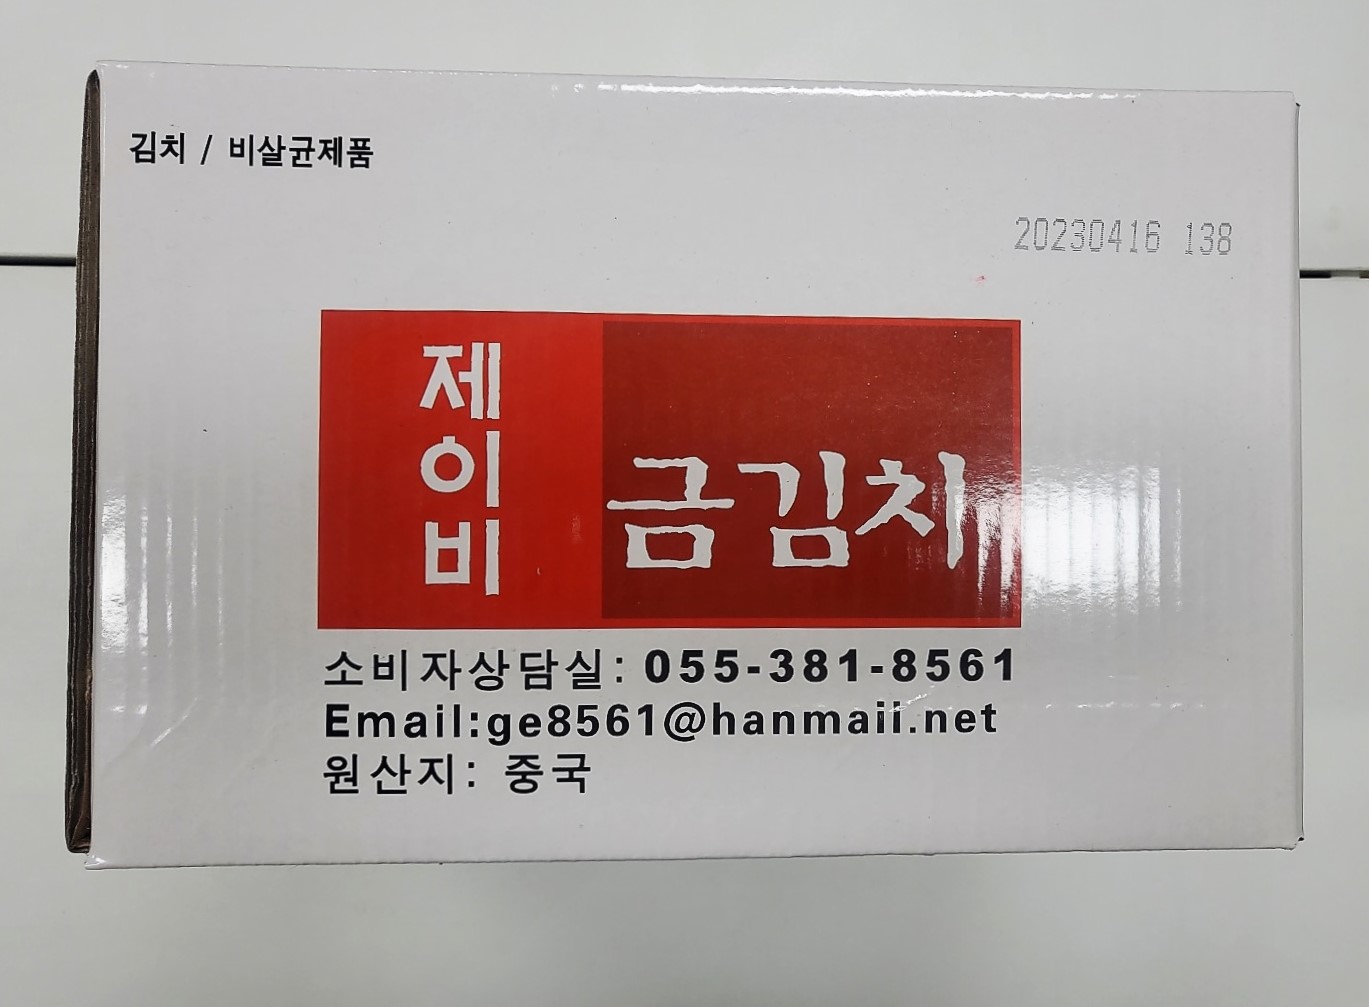 김치 / 비살균제품
20230416 138
제이비
금김치
소비자상담실: 055-381-8561
Email:ge8561@hanmail.net
원산지: 중국